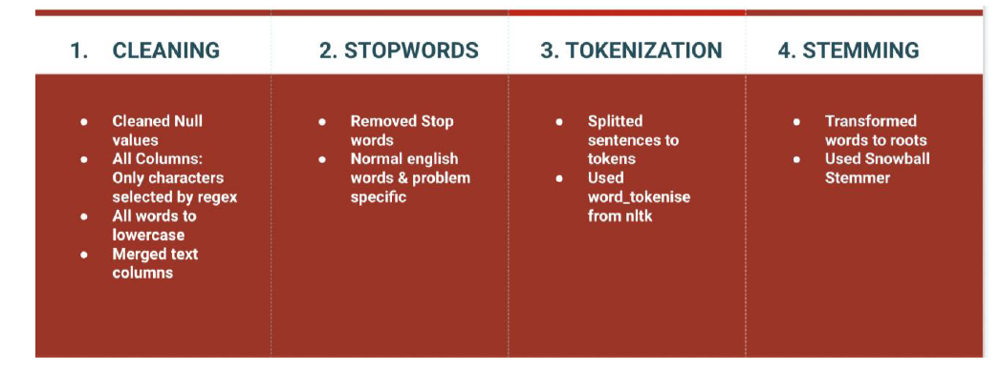 1. CLEANING
• Cleaned Null
values
• All Columns:
Only characters
selected by regex
• All words to
lowercase
• Merged text
columns
2. STOPWORDS
• Removed Stop
words
• Normal english
words & problem
specific
3. TOKENIZATION
• Splitted
sentences to
tokens
• Used
word_tokenise
from nltk
4. STEMMING
• Transformed
words to roots
• Used Snowball
Stemmer